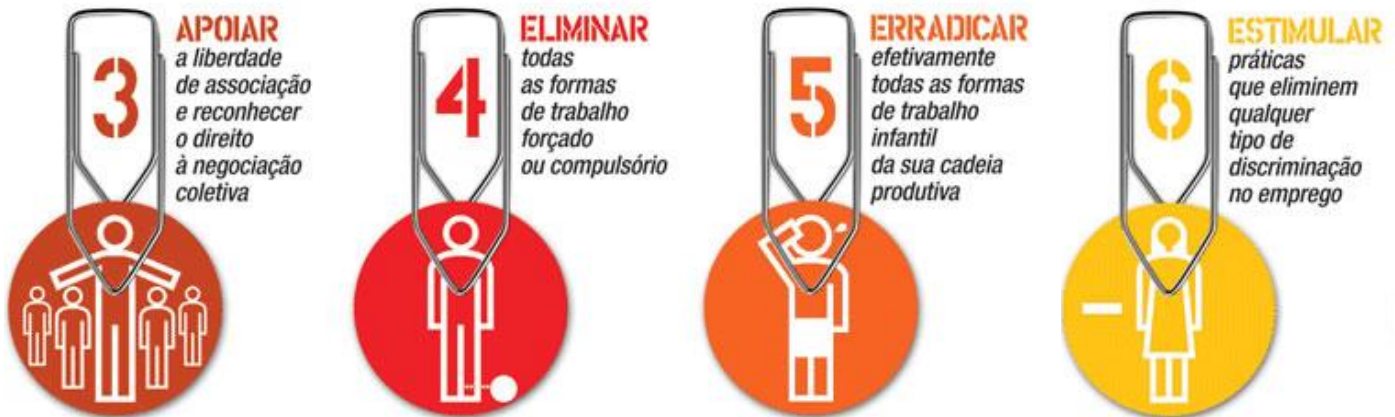 3
APOIAR
a liberdade
de associação
e reconhecer
o direito
à negociação
coletiva
4
ELIMINAR
todas
as formas
de trabalho
forçado
ou compulsório
5
ERRADICAR
efetivamente
todas as formas
de trabalho
infantil
da sua cadeia
produtiva
6
ESTIMULAR
práticas
que eliminem
qualquer
tipo de
discriminação
no emprego